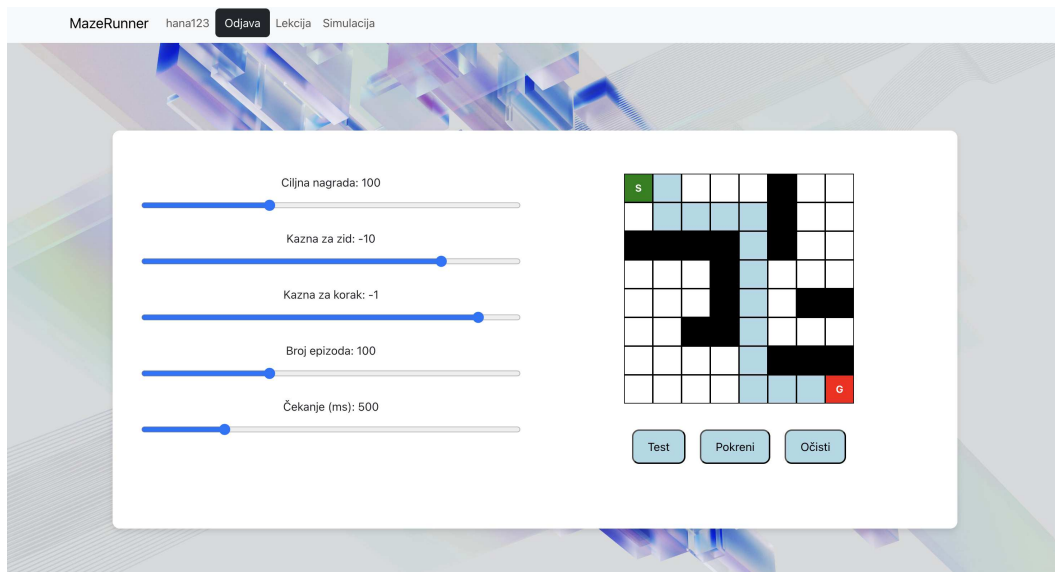 MazeRunner hana123 Odjava Lekcija Simulacija
Ciljna nagrada: 100
Kazna za zid: -10
Kazna za korak: -1
Broj epizoda: 100
Čekanje (ms): 500
S
G
Test Pokreni Očisti